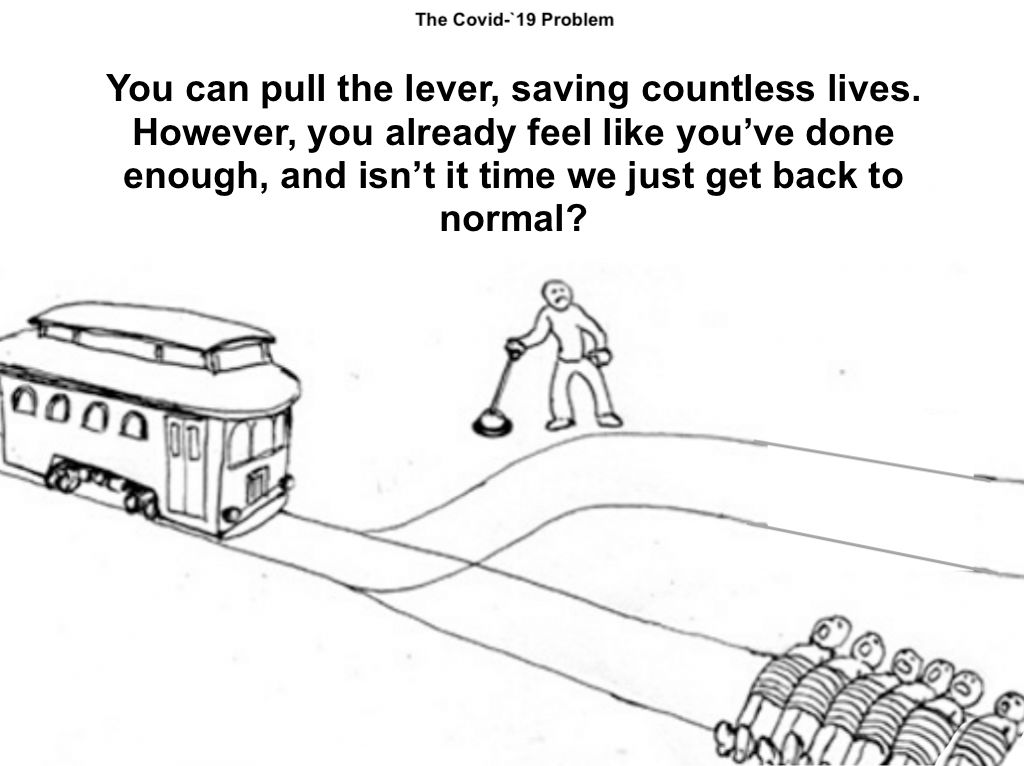 The Covid-`19 Problem
You can pull the lever, saving countless lives.
However, you already feel like you’ve done
enough, and isn’t it time we just get back to
normal?